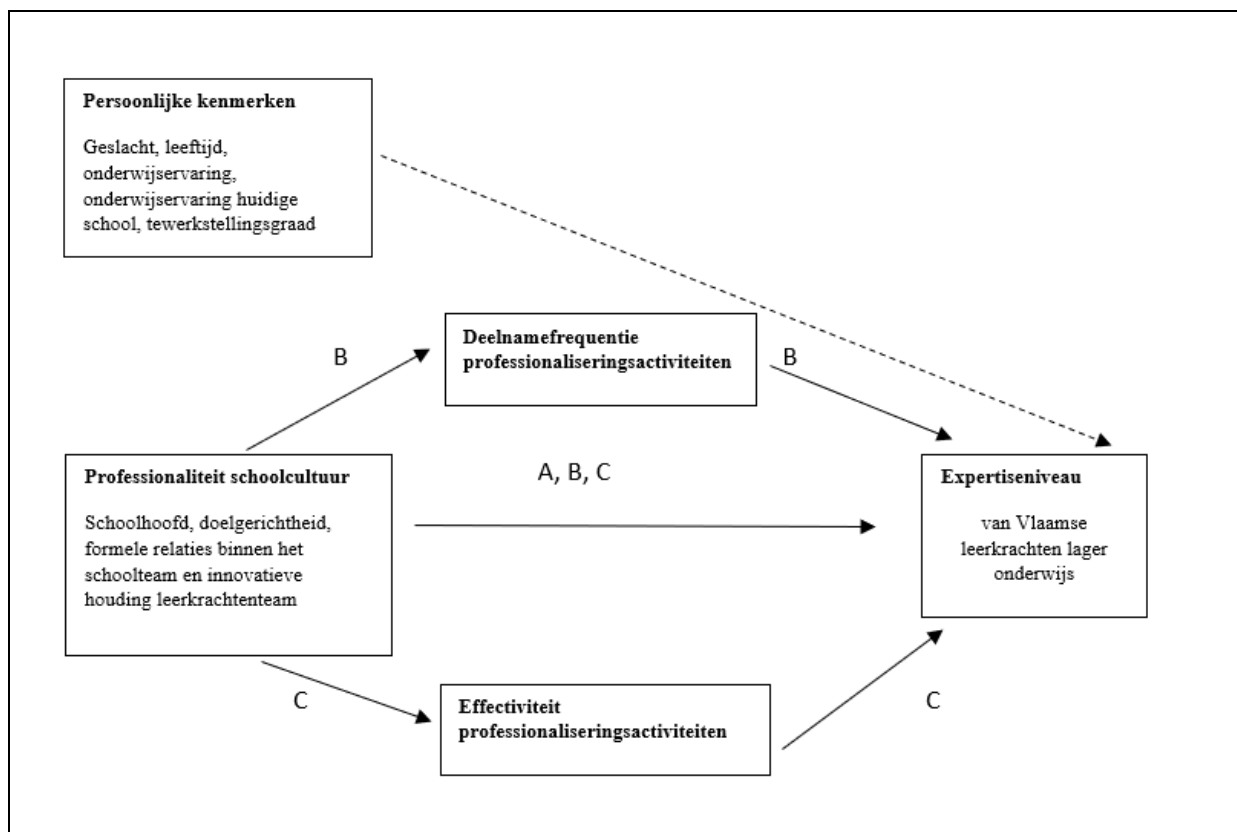 Persoonlijke kenmerken
Geslacht, leeftijd,
onderwijservaring,
onderwijservaring huidige
school, tewerkstellingsgraad
Deelnamefrequentie
professionaliseringsactiviteiten
B
B
Professionaliteit schoolcultuur
Schoolhoofd, doelgerichtheid,
formele relaties binnen het
schoolteam en innovatieve
houding leerkrachtenteam
A, B, C
Expertiseniveau
van Vlaamse
leerkrachten lager
onderwijs
C
Effectiviteit
professionaliseringsactiviteiten
C